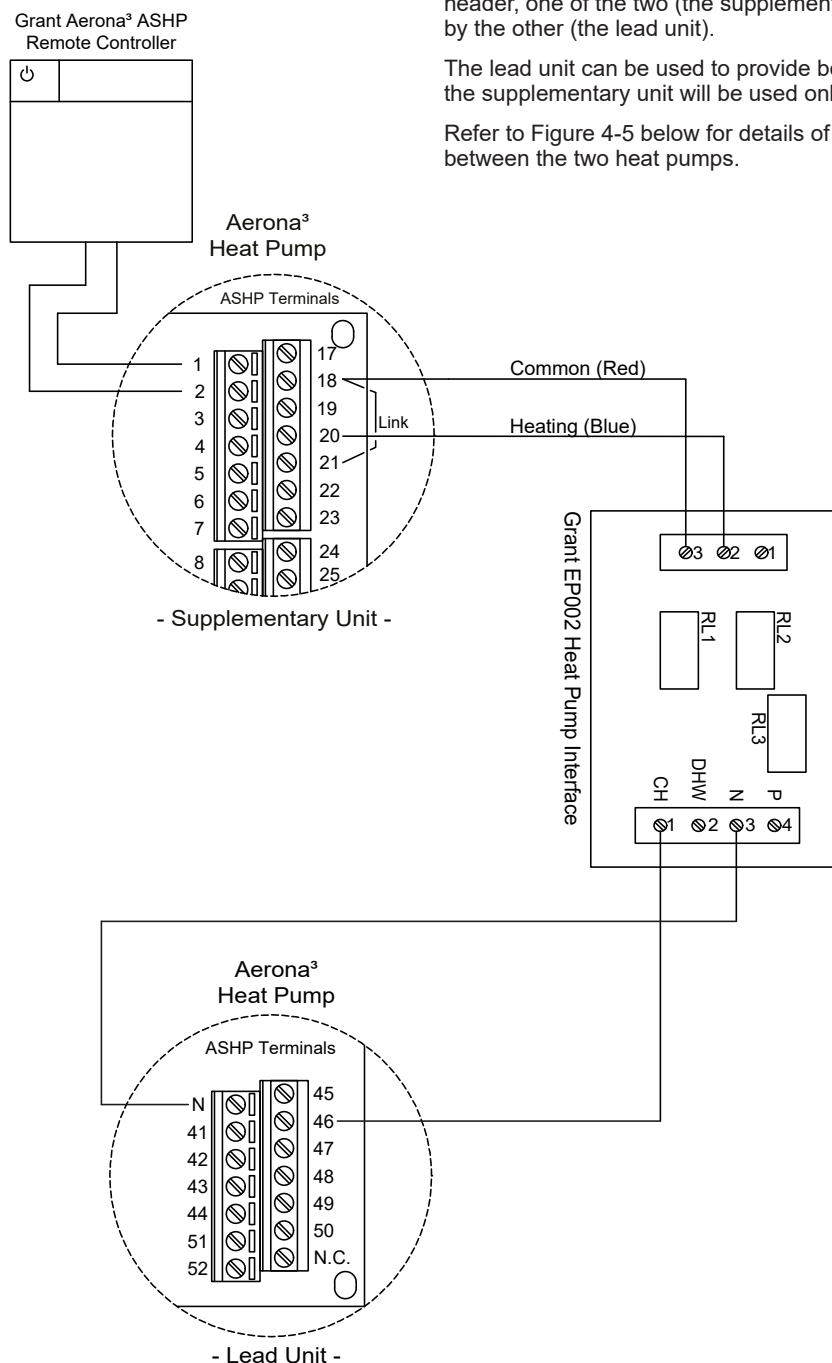 header, one of the two (the supplement
by the other (the lead unit).
The lead unit can be used to provide
the supplementary unit will be used
Refer to Figure 4-5 below for details of
between the two heat pumps.
Grant Aerona³ ASHP
Remote Controller
Aerona³
Heat Pump
ASHP Terminals
1
2
3
4
5
6
7
8
17
18
19
20
21
22
23
24
25
Link
Common (Red)
Heating (Blue)
- Supplementary Unit -
Grant EP002 Heat Pump Interface
3 2 1
RL1
RL2
RL3
CH DHW N P
1 2 3 4
Aerona³
Heat Pump
ASHP Terminals
N
41
42
43
44
51
52
45
46
47
48
49
50
N.C.
- Lead Unit -